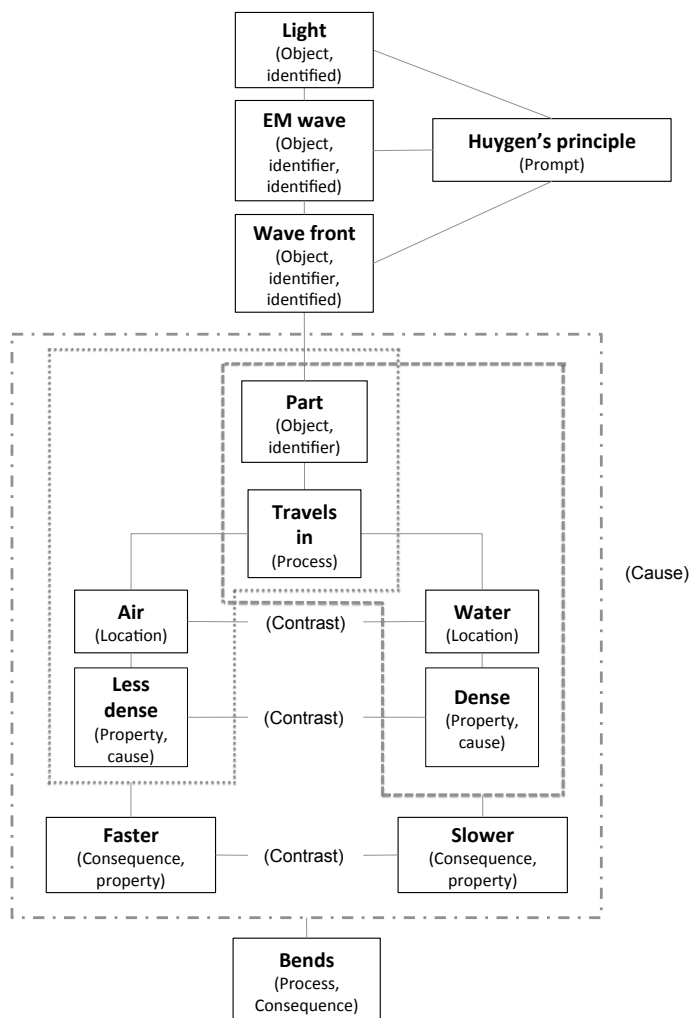 Light
(Object,
identified)
EM wave
(Object,
identifier,
identified)
Huygen's principle
(Prompt)
Wave front
(Object,
identifier,
identified)
Part
(Object,
identifier)
Travels
in
(Process)
(Cause)
Air
(Location)
(Contrast)
Water
(Location)
Less
dense
(Property,
cause)
(Contrast)
Dense
(Property,
cause)
Faster
(Consequence,
property)
(Contrast)
Slower
(Consequence,
property)
Bends
(Process,
Consequence)